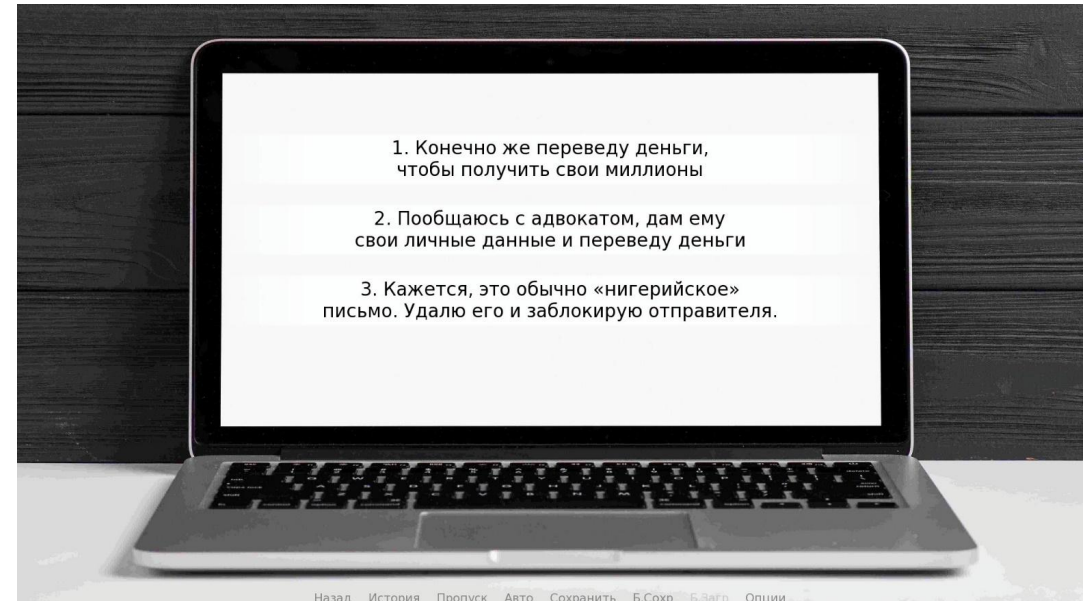 1. Конечно же переведу деньги,
чтобы получить свои миллионы
2. Пообщаюсь с адвокатом, дам ему
свои личные данные и переведу деньги
3. Кажется, это обычно «нигерийское»
письмо. Удалю его и заблокирую отправителя.
Назад История Пропуск Авто Сохранить Б.Сохр Б.Загр Опции